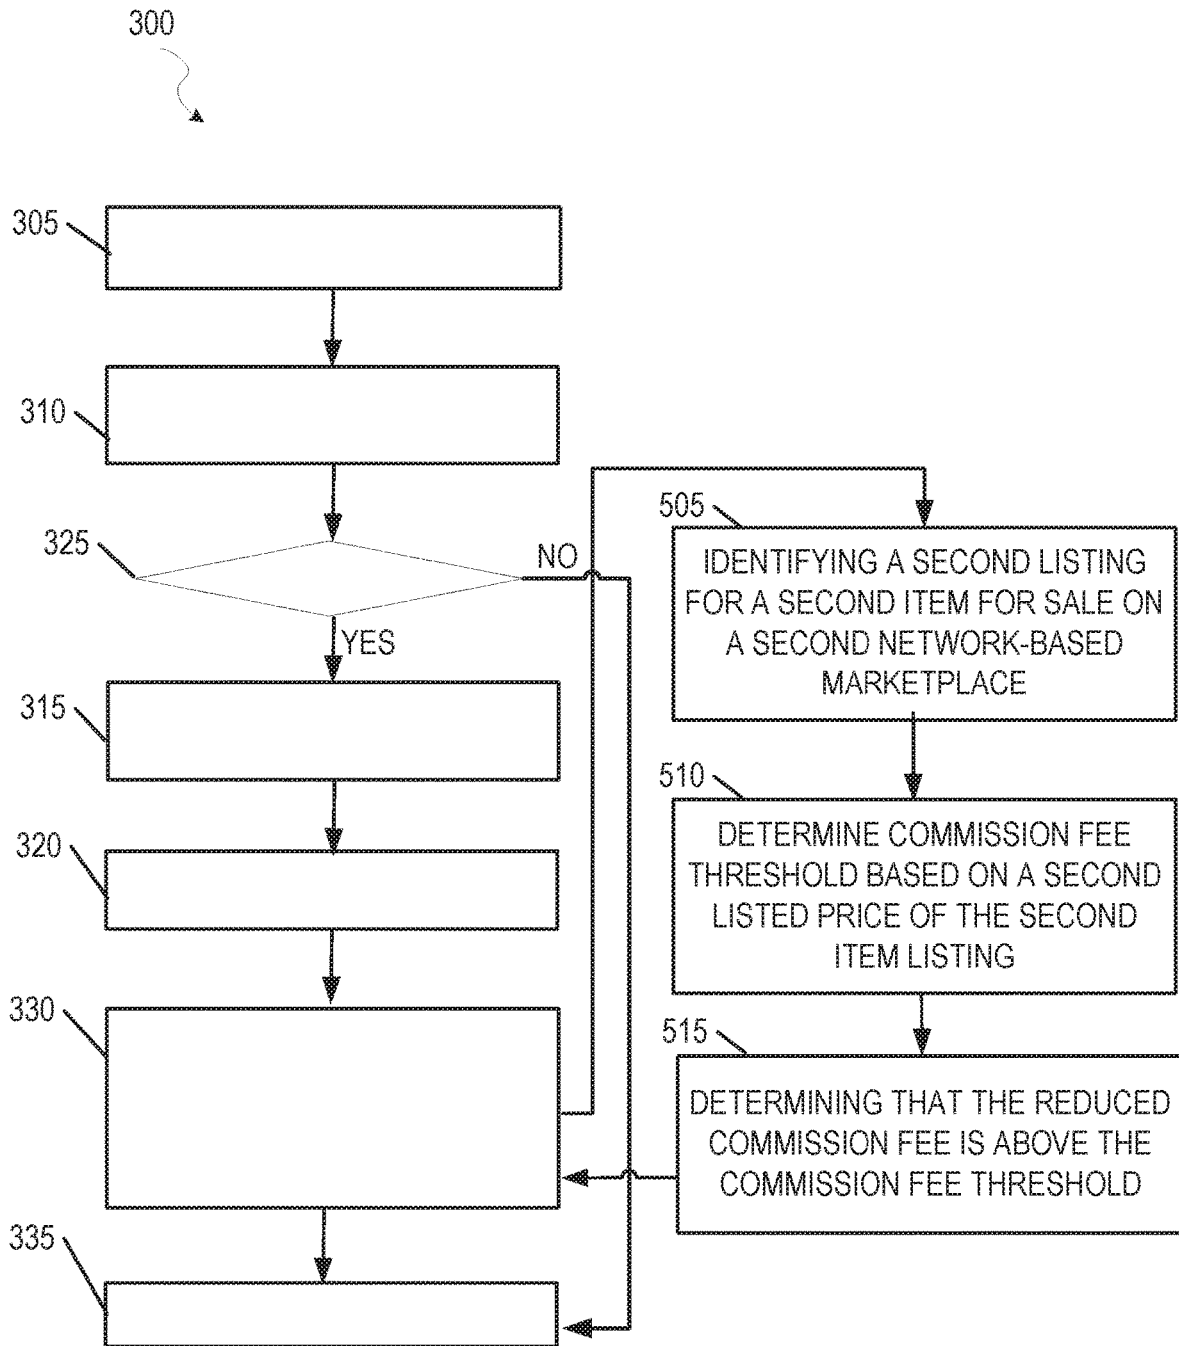 300
305
310
325
NO
YES
315
320
330
335
505
IDENTIFYING A SECOND LISTING
FOR A SECOND ITEM FOR SALE ON
A SECOND NETWORK-BASED
MARKETPLACE
510
DETERMINE COMMISSION FEE
THRESHOLD BASED ON A SECOND
LISTED PRICE OF THE SECOND
ITEM LISTING
515
DETERMINING THAT THE REDUCED
COMMISSION FEE IS ABOVE THE
COMMISSION FEE THRESHOLD